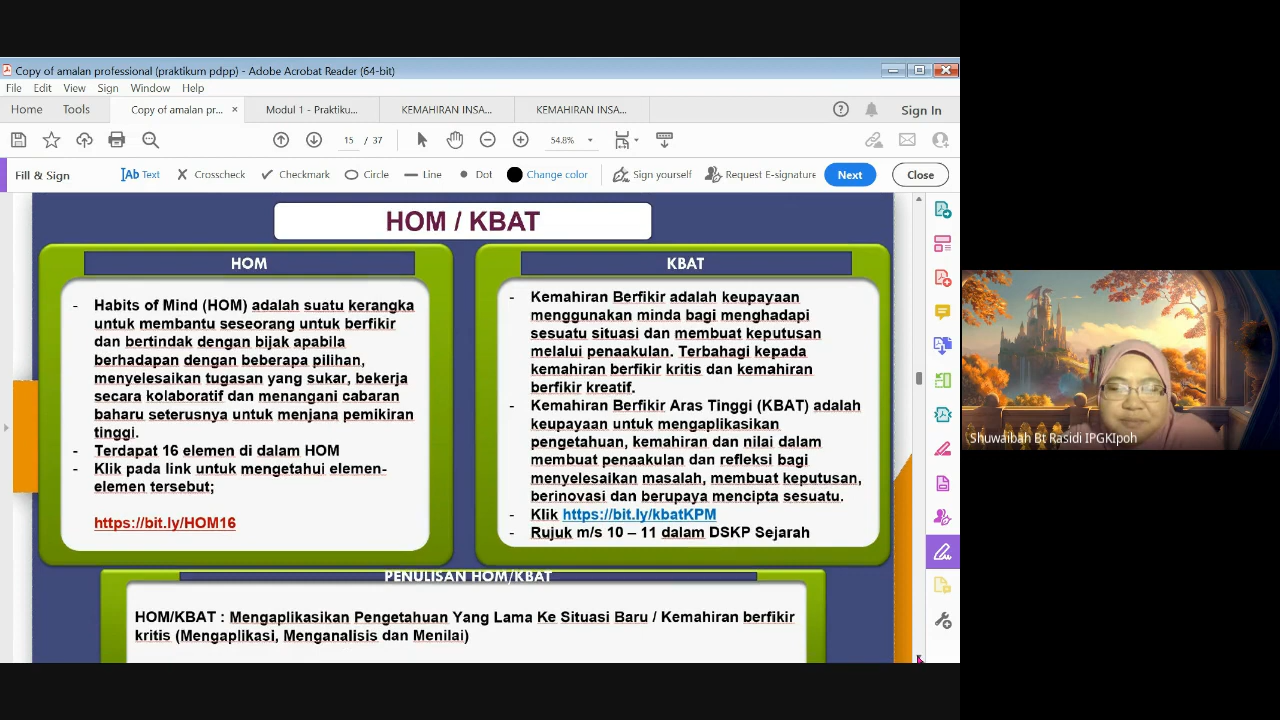 Copy of amalan professional (praktikum pdpp) - Adobe Acrobat Reader (64-bit)
File Edit View Sign Window Help
Home Tools Copy of amalan pr... × Modul 1 - Praktiku... KEMAHIRAN INSA... KEMAHIRAN INSA... Sign In
15 / 37 54.8%
Fill & Sign Text Crosscheck Checkmark Circle Line Dot Change color Sign yourself Request E-signature Next Close
HOM / KBAT
HOM
- Habits of Mind (HOM) adalah suatu kerangka
untuk membantu seseorang untuk berfikir
dan bertindak dengan bijak apabila
berhadapan dengan beberapa pilihan,
menyelesaikan tugasan yang sukar, bekerja
secara kolaboratif dan menangani cabaran
baharu seterusnya untuk menjana pemikiran
tinggi.
- Terdapat 16 elemen di dalam HOM
- Klik pada link untuk mengetahui elemen-
elemen tersebut;
https://bit.ly/HOM16
KBAT
- Kemahiran Berfikir adalah keupayaan
menggunakan minda bagi menghadapi
sesuatu situasi dan membuat keputusan
melalui penaakulan. Terbahagi kepada
kemahiran berfikir kritis dan kemahiran
berfikir kreatif.
- Kemahiran Berfikir Aras Tinggi (KBAT) adalah
keupayaan untuk mengaplikasikan
pengetahuan, kemahiran dan nilai dalam
membuat penaakulan dan refleksi bagi
menyelesaikan masalah, membuat keputusan,
berinovasi dan berupaya mencipta sesuatu.
- Klik https://bit.ly/kbatKPM
- Rujuk m/s 10 – 11 dalam DSKP Sejarah
PENULISAN HOM/KBAT
HOM/KBAT : Mengaplikasikan Pengetahuan Yang Lama Ke Situasi Baru / Kemahiran berfikir
kritis (Mengaplikasi, Menganalisis dan Menilai)
Shuwaibah Bt Rasidi IPGKIpoh